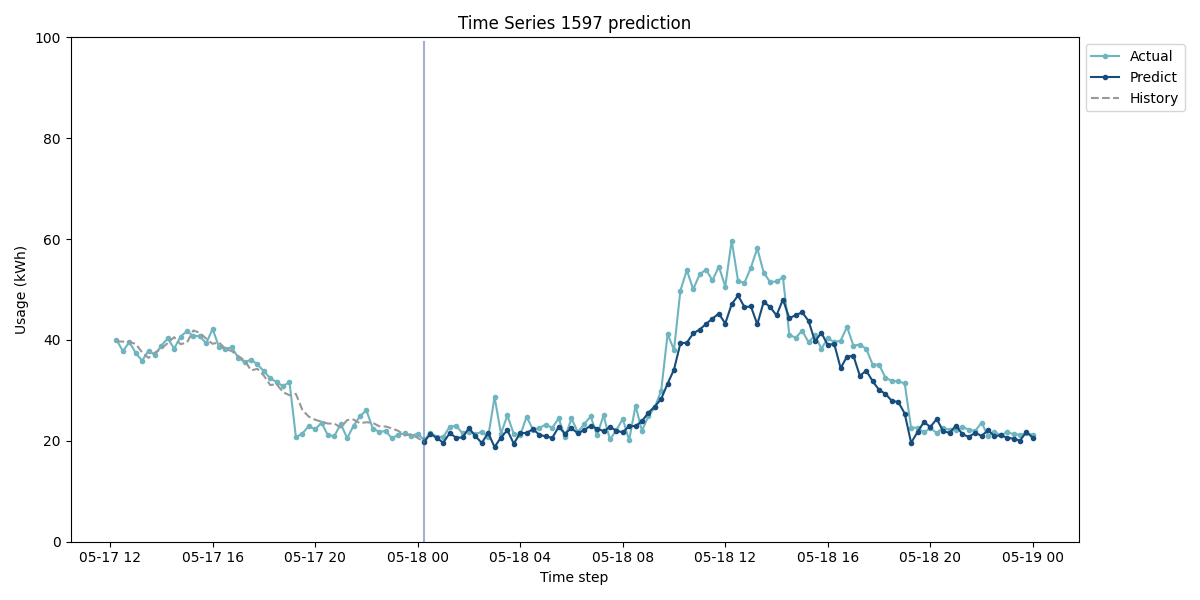 Time Series 1597 prediction
100
80
60
40
20
0
Usage (kWh)
05-17 12
05-17 16
05-17 20
05-18 00
05-18 04
05-18 08
05-18 12
05-18 16
05-18 20
05-19 00
Time step
Actual
Predict
History